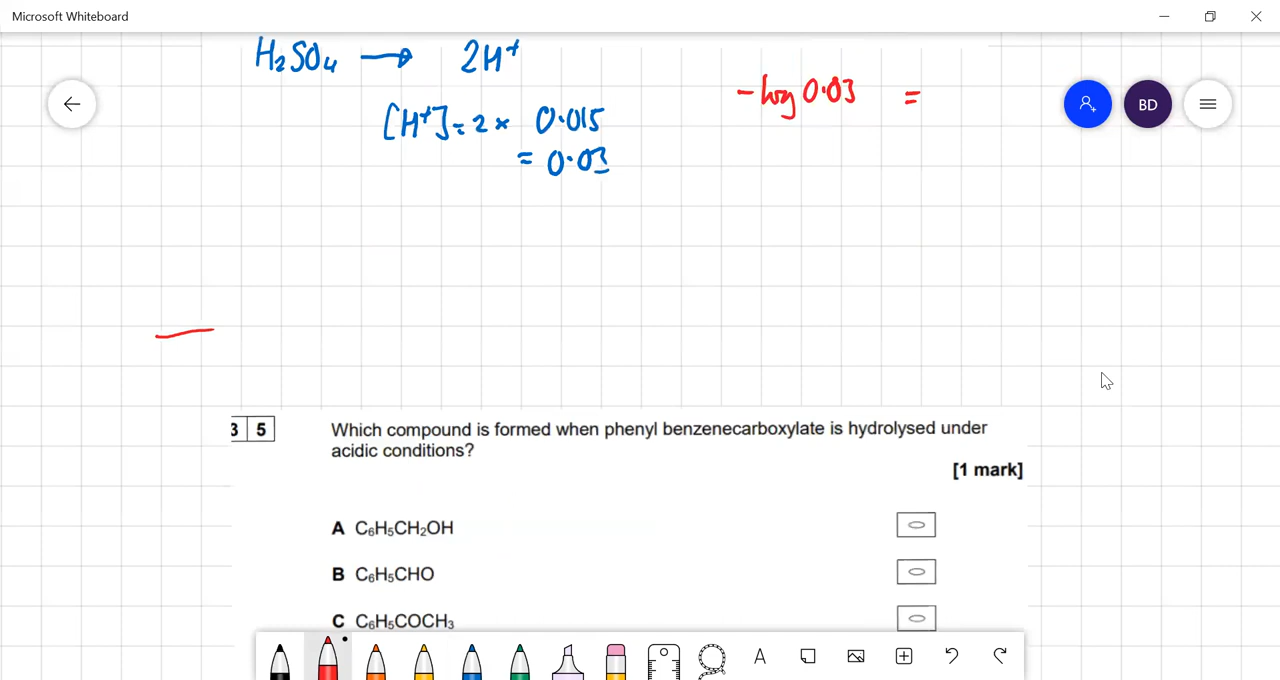 Microsoft Whiteboard
H₂SO₄ → 2H⁺
-log 0.03 =
BD
[H⁺] = 2 × 0.015
= 0.03
3 5
Which compound is formed when phenyl benzenecarboxylate is hydrolysed under
acidic conditions?
[1 mark]
A C₆H₅CH₂OH
B C₆H₅CHO
C C₆H₅COCH₃
A